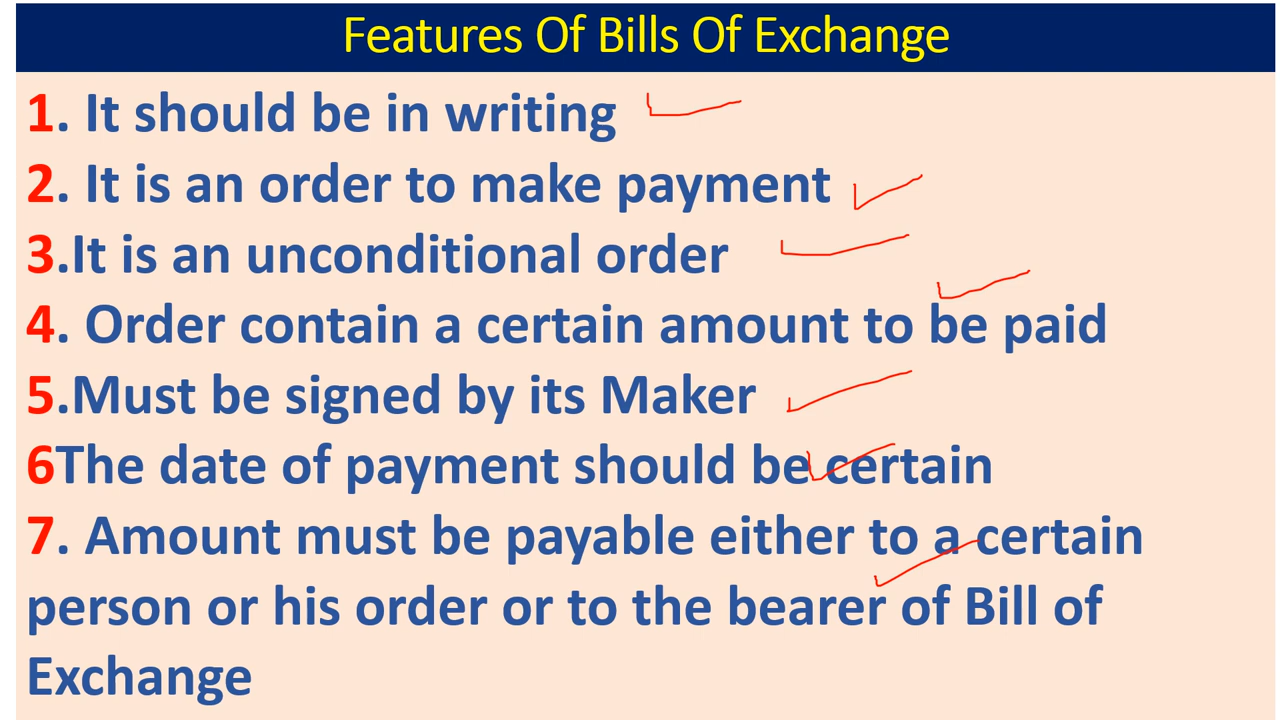 Features Of Bills Of Exchange
1. It should be in writing
2. It is an order to make payment
3.It is an unconditional order
4. Order contain a certain amount to be paid
5.Must be signed by its Maker
6The date of payment should be certain
7. Amount must be payable either to a certain
person or his order or to the bearer of Bill of
Exchange